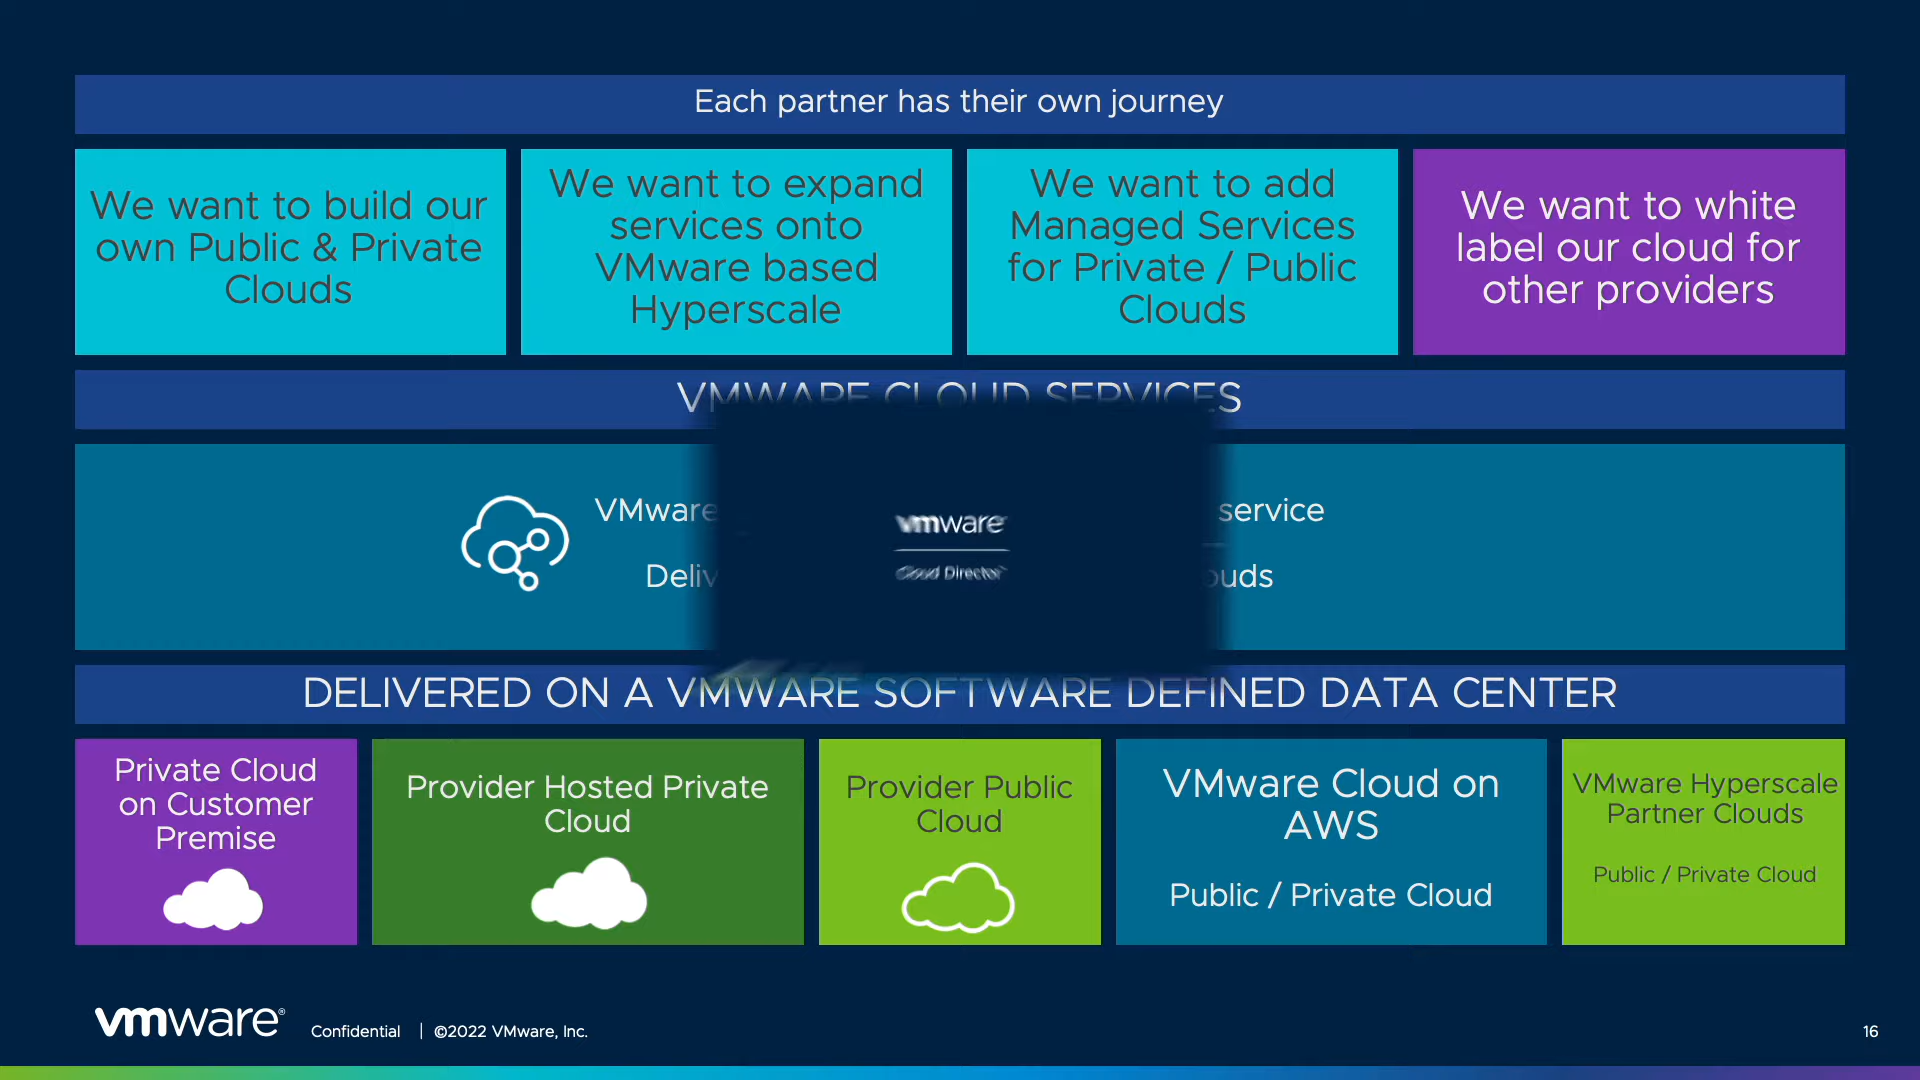 Each partner has their own journey
We want to build our
own Public & Private
Clouds
We want to expand
services onto
VMware based
Hyperscale
We want to add
Managed Services
for Private / Public
Clouds
We want to white
label our cloud for
other providers
VMWARE CLOUD SERVICES
VMware
service
vmware
Cloud Director
DELIVERED ON A VMWARE SOFTWARE DEFINED DATA CENTER
Private Cloud
on Customer
Premise
Provider Hosted Private
Cloud
Provider Public
Cloud
VMware Cloud on
AWS
Public / Private Cloud
VMware Hyperscale
Partner Clouds
Public / Private Cloud
vmware® Confidential | ©2022 VMware, Inc.
16